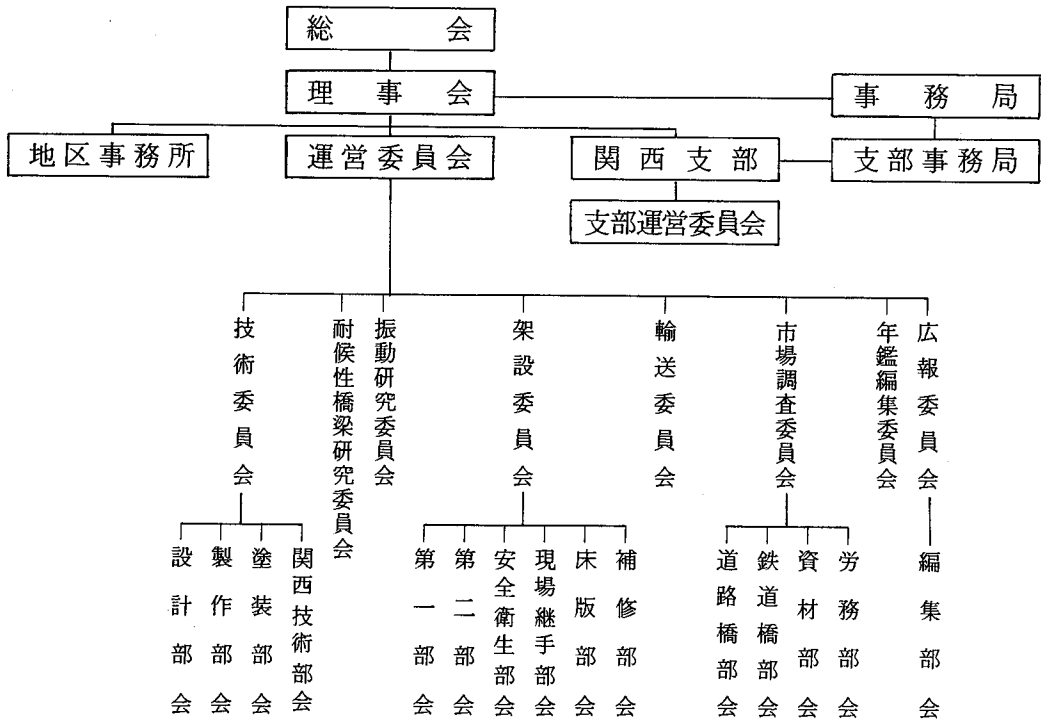 総会
理事会
事務局
地区事務所
運営委員会
関西支部
支部事務局
支部運営委員会
技術委員会
耐候性橋梁研究委員会
振動研究委員会
架設委員会
輸送委員会
市場調査委員会
年鑑編集委員会
広報委員会
設計部会
製作部会
塗装部会
関西技術部会
第一部会
第二部会
安全衛生部会
現場継手部会
床版部会
補修部会
道路橋部会
鉄道橋部会
資材部会
労務部会
編集部会